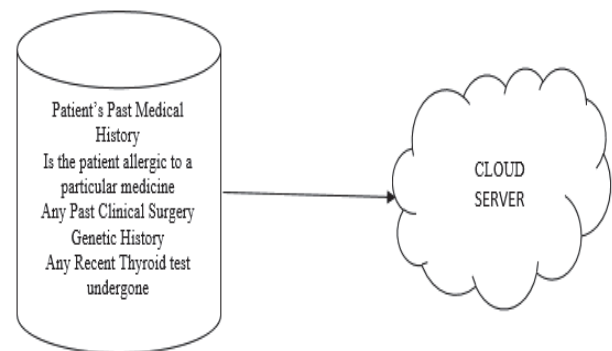 Patient's Past Medical
History
Is the patient allergic to a
particular medicine
Any Past Clinical Surgery
Genetic History
Any Recent Thyroid test
undergone
CLOUD
SERVER